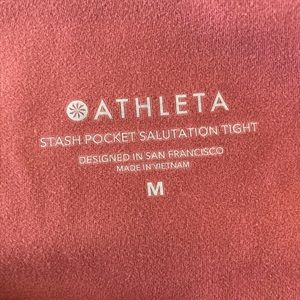 ATHLETA
STASH POCKET SALUTATION TIGHT
DESIGNED IN SAN FRANCISCO
MADE IN VIETNAM
M